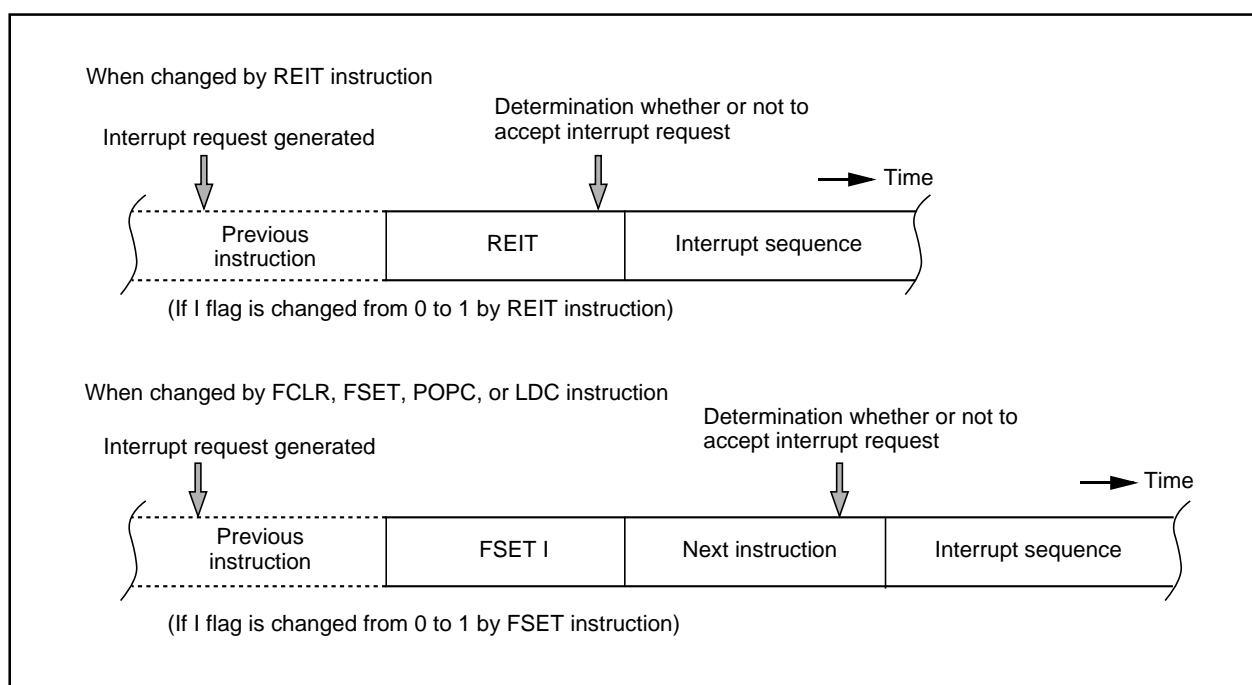 When changed by REIT instruction
Determination whether or not to
accept interrupt request
Interrupt request generated
Time
Previous
instruction
REIT
Interrupt sequence
(If I flag is changed from 0 to 1 by REIT instruction)
When changed by FCLR, FSET, POPC, or LDC instruction
Determination whether or not to
accept interrupt request
Interrupt request generated
Time
Previous
instruction
FSET I
Next instruction
Interrupt sequence
(If I flag is changed from 0 to 1 by FSET instruction)